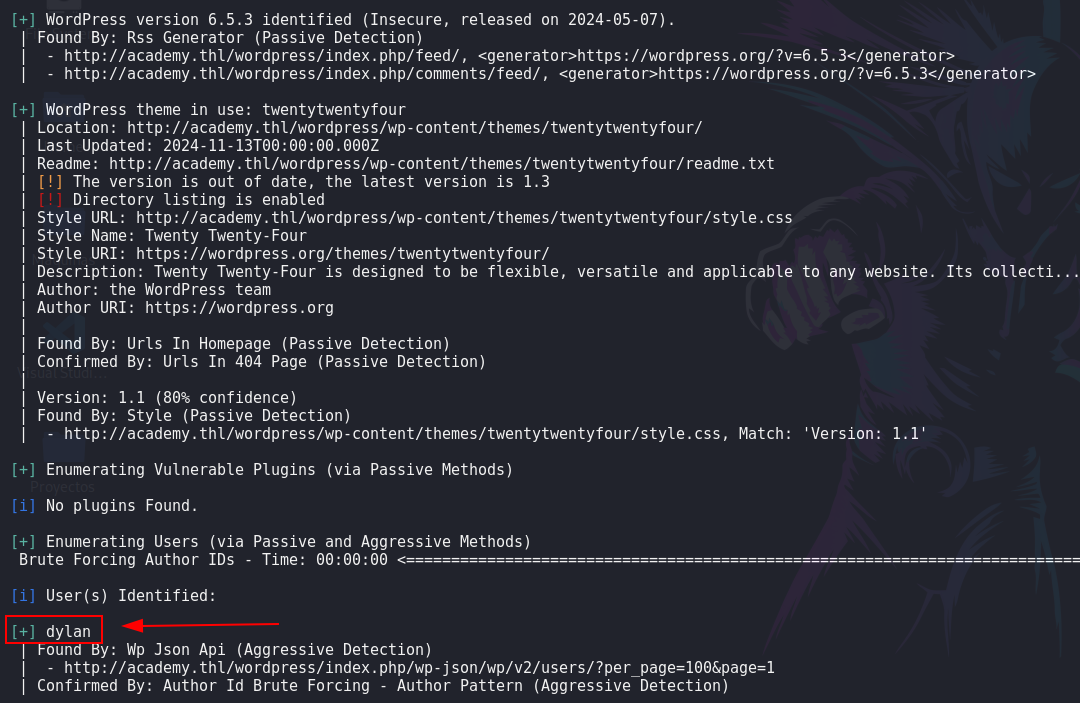 [+] WordPress version 6.5.3 identified (Insecure, released on 2024-05-07).
| Found By: Rss Generator (Passive Detection)
|  - http://academy.thl/wordpress/index.php/feed/, <generator>https://wordpress.org/?v=6.5.3</generator>
|  - http://academy.thl/wordpress/index.php/comments/feed/, <generator>https://wordpress.org/?v=6.5.3</generator>
[+] WordPress theme in use: twentytwentyfour
| Location: http://academy.thl/wordpress/wp-content/themes/twentytwentyfour/
| Last Updated: 2024-11-13T00:00:00.000Z
| Readme: http://academy.thl/wordpress/wp-content/themes/twentytwentyfour/readme.txt
| [!] The version is out of date, the latest version is 1.3
| [!] Directory listing is enabled
| Style URL: http://academy.thl/wordpress/wp-content/themes/twentytwentyfour/style.css
| Style Name: Twenty Twenty-Four
| Style URI: https://wordpress.org/themes/twentytwentyfour/
| Description: Twenty Twenty-Four is designed to be flexible, versatile and applicable to any website. Its collecti...
| Author: the WordPress team
| Author URI: https://wordpress.org
|
| Found By: Urls In Homepage (Passive Detection)
| Confirmed By: Urls In 404 Page (Passive Detection)
|
| Version: 1.1 (80% confidence)
| Found By: Style (Passive Detection)
|  - http://academy.thl/wordpress/wp-content/themes/twentytwentyfour/style.css, Match: 'Version: 1.1'
[+] Enumerating Vulnerable Plugins (via Passive Methods)
Proyectos
[i] No plugins Found.
[+] Enumerating Users (via Passive and Aggressive Methods)
Brute Forcing Author IDs - Time: 00:00:00 <===========================================================================
[i] User(s) Identified:
[+] dylan
| Found By: Wp Json Api (Aggressive Detection)
|  - http://academy.thl/wordpress/index.php/wp-json/wp/v2/users/?per_page=100&page=1
| Confirmed By: Author Id Brute Forcing - Author Pattern (Aggressive Detection)